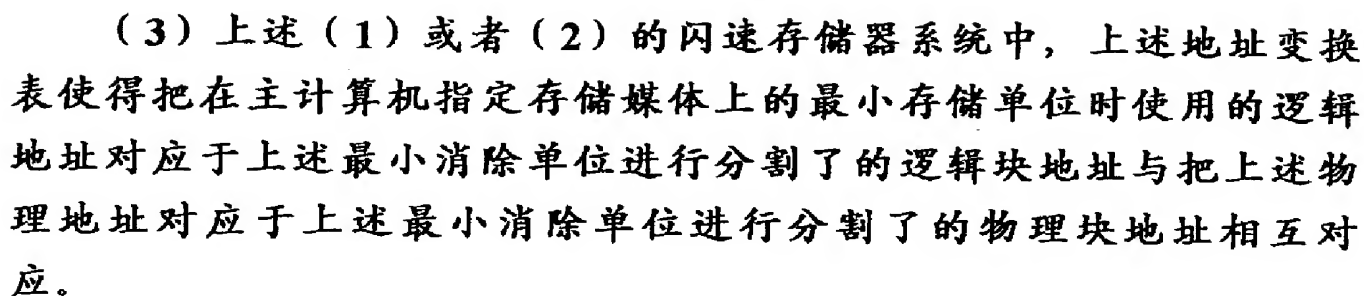 (3)上述(1)或者(2)的闪速存储器系统中,上述地址变换
表使得把在主计算机指定存储媒体上的最小存储单位时使用的逻辑
地址对应于上述最小消除单位进行分割了的逻辑块地址与把上述物
理地址对应于上述最小消除单位进行分割了的物理块地址相互对
应。